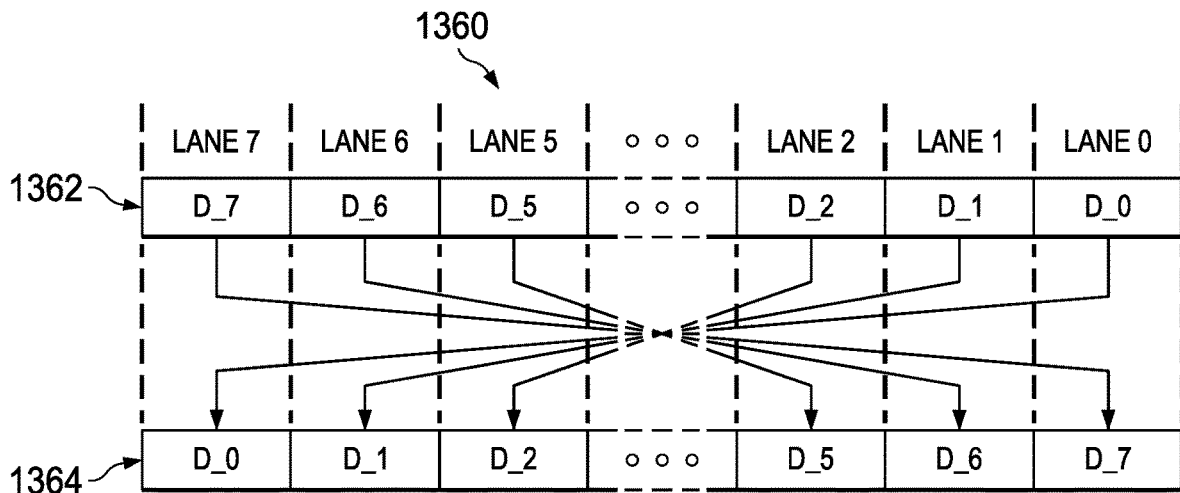 1360
LANE 7 LANE 6 LANE 5 ○ ○ ○ LANE 2 LANE 1 LANE 0
1362 D_7 D_6 D_5 ○ ○ ○ D_2 D_1 D_0
1364 D_0 D_1 D_2 ○ ○ ○ D_5 D_6 D_7